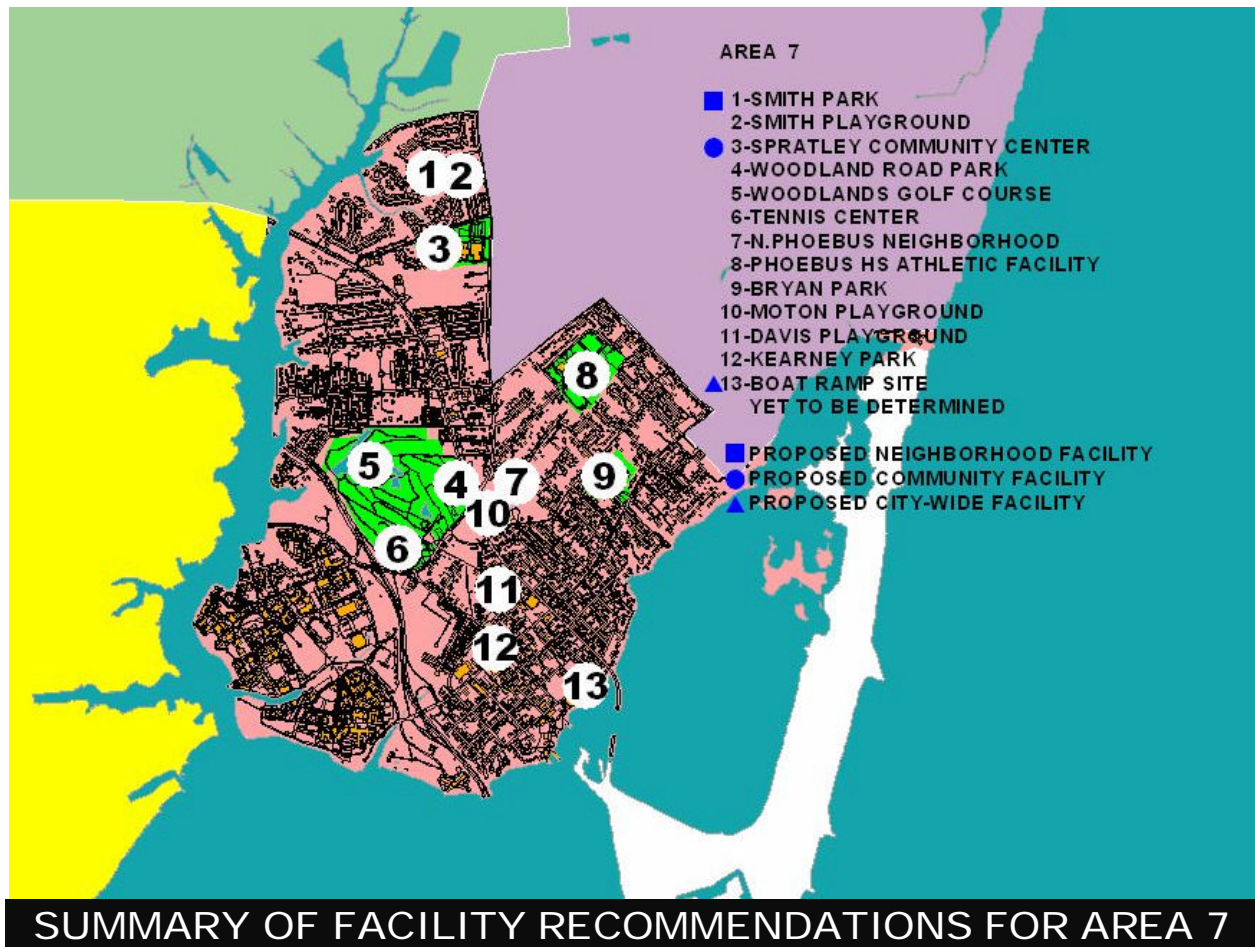 AREA 7
1-SMITH PARK
2-SMITH PLAYGROUND
3-SPRATLEY COMMUNITY CENTER
4-WOODLAND ROAD PARK
5-WOODLANDS GOLF COURSE
6-TENNIS CENTER
7-N.PHOEBUS NEIGHBORHOOD
8-PHOEBUS HS ATHLETIC FACILITY
9-BRYAN PARK
10-MOTON PLAYGROUND
11-DAVIS PLAYGROUND
12-KEARNEY PARK
13-BOAT RAMP SITE
YET TO BE DETERMINED
PROPOSED NEIGHBORHOOD FACILITY
PROPOSED COMMUNITY FACILITY
PROPOSED CITY-WIDE FACILITY
1 2
3
8
5
4
7
9
10
6
11
12
13
SUMMARY OF FACILITY RECOMMENDATIONS FOR AREA 7